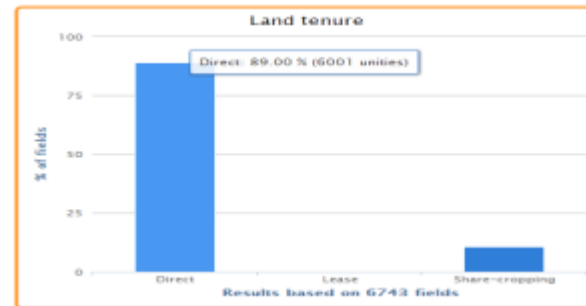 Land tenure
100
Direct: 89.00 % (6001 unities)
75
% of fields
50
25
0
Direct Lease Share-cropping
Results based on 6743 fields